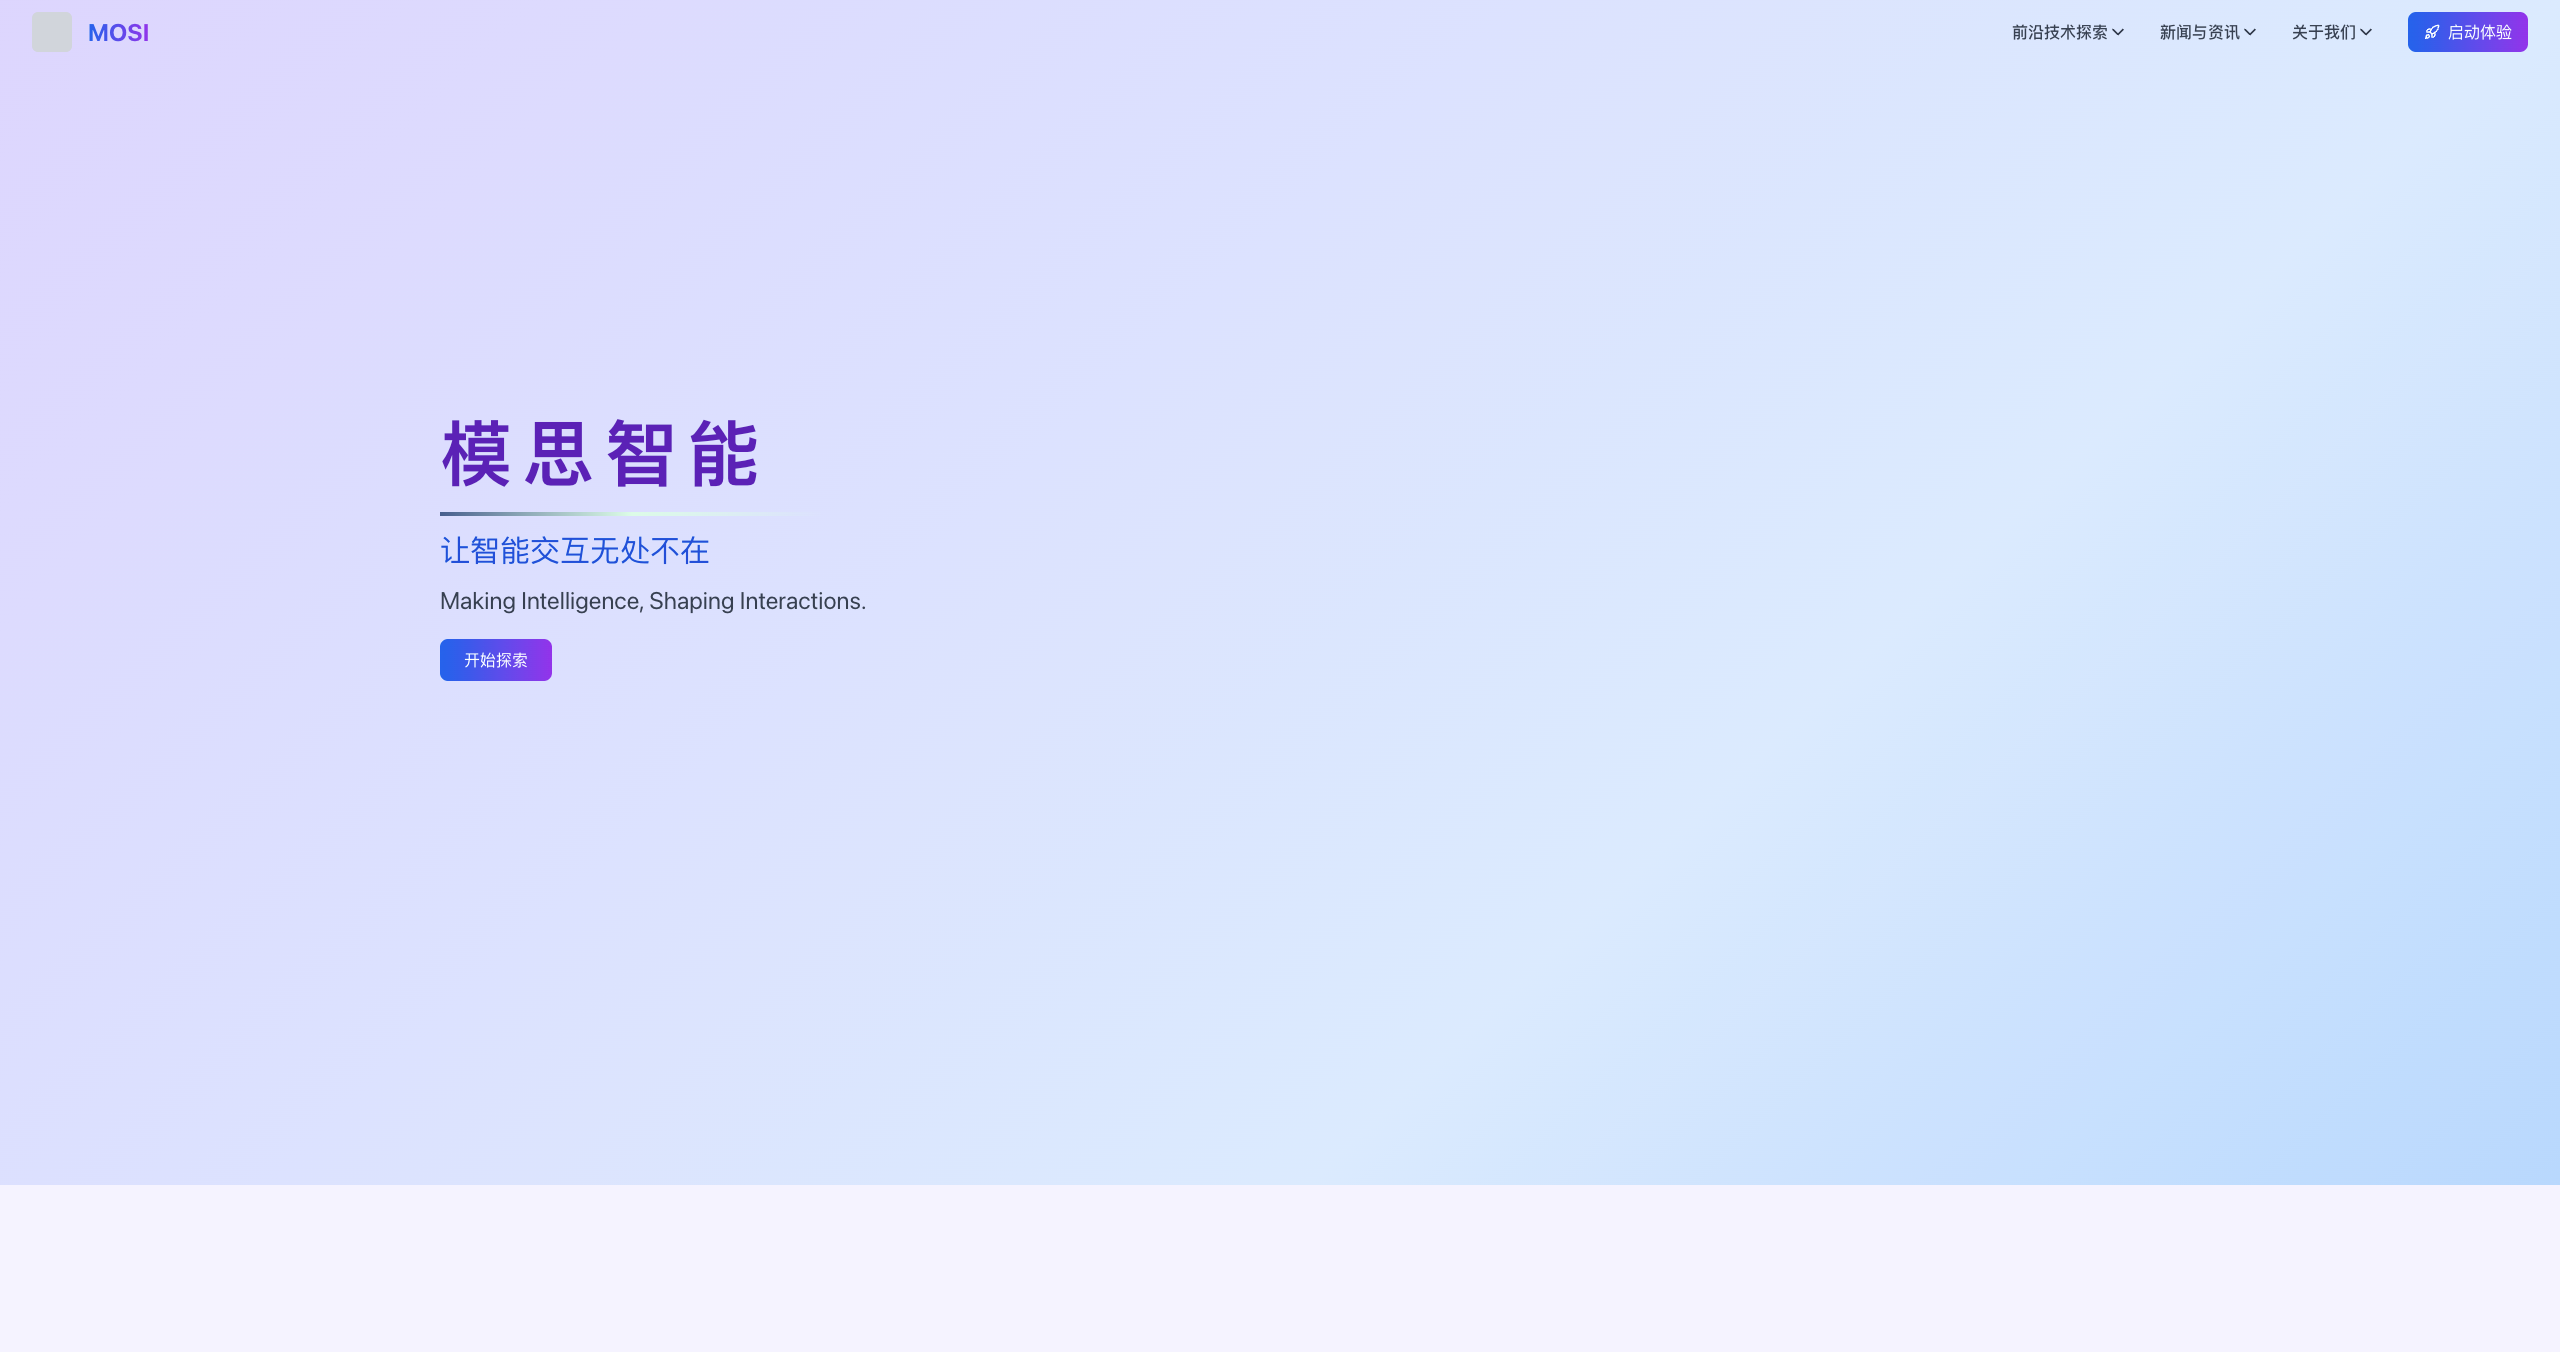 MOSI
前沿技术探索
新闻与资讯
关于我们
启动体验
模思智能
让智能交互无处不在
Making Intelligence, Shaping Interactions.
开始探索